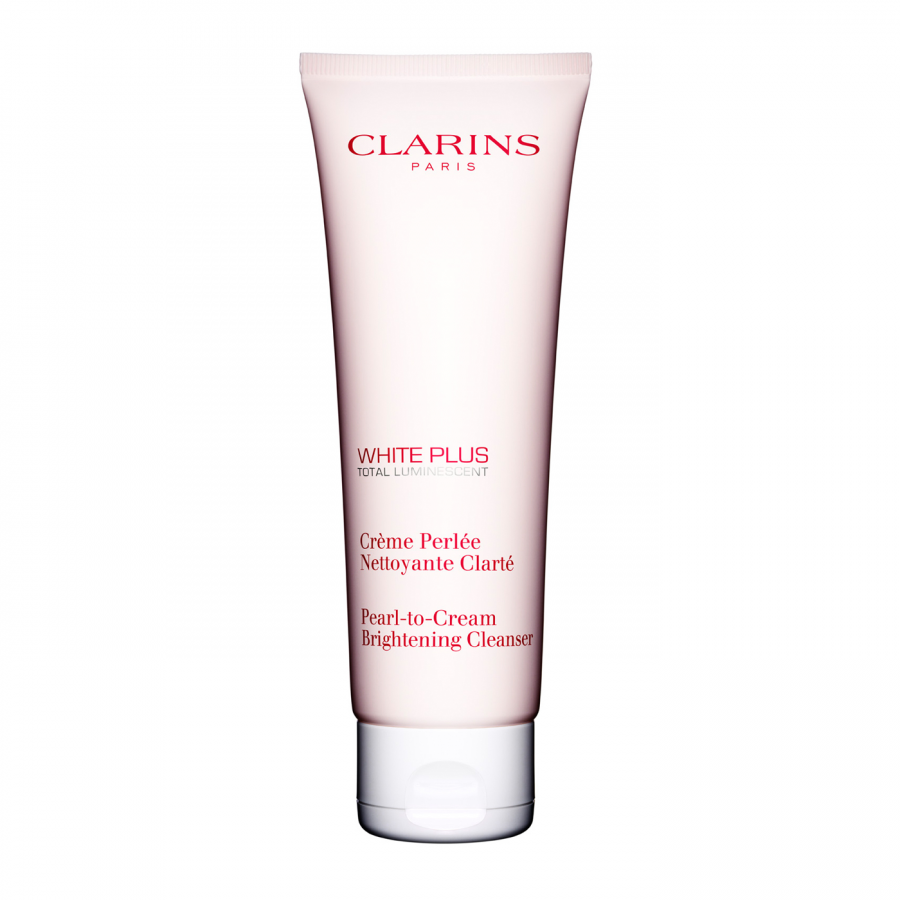 CLARINS
PARIS
WHITE PLUS
TOTAL LUMINESCENT
Crème Perlée
Nettoyante Clarté
Pearl-to-Cream
Brightening Cleanser